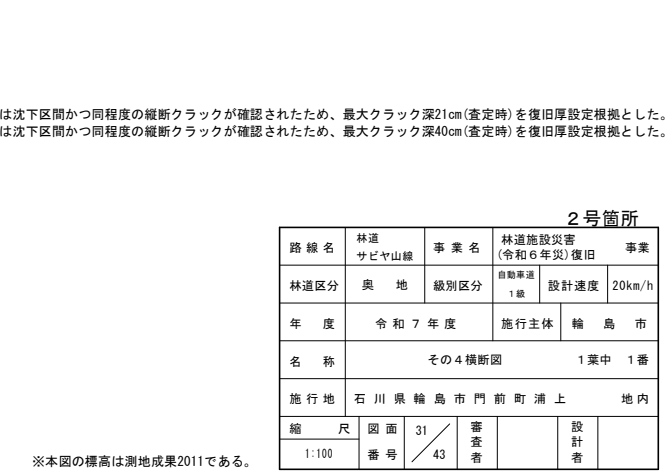 は沈下区間かつ同程度の縦断クラックが確認されたため、最大クラック深21cm(査定時)を復旧厚設定根拠とした。
は沈下区間かつ同程度の縦断クラックが確認されたため、最大クラック深40cm(査定時)を復旧厚設定根拠とした。
2号箇所
路線名 林道 サビヤ山線 事業名 林道施設災害 (令和6年災)復旧 事業
林道区分 奥地 級別区分 自動車道 1級 設計速度 20km/h
年度 令和7年度 施行主体 輪島市
名称 その4横断図 1葉中 1番
施行地 石川県輪島市門前町浦上 地内
縮尺 1:100 図面番号 31/43 審査者 設計者
※本図の標高は測地成果2011である。